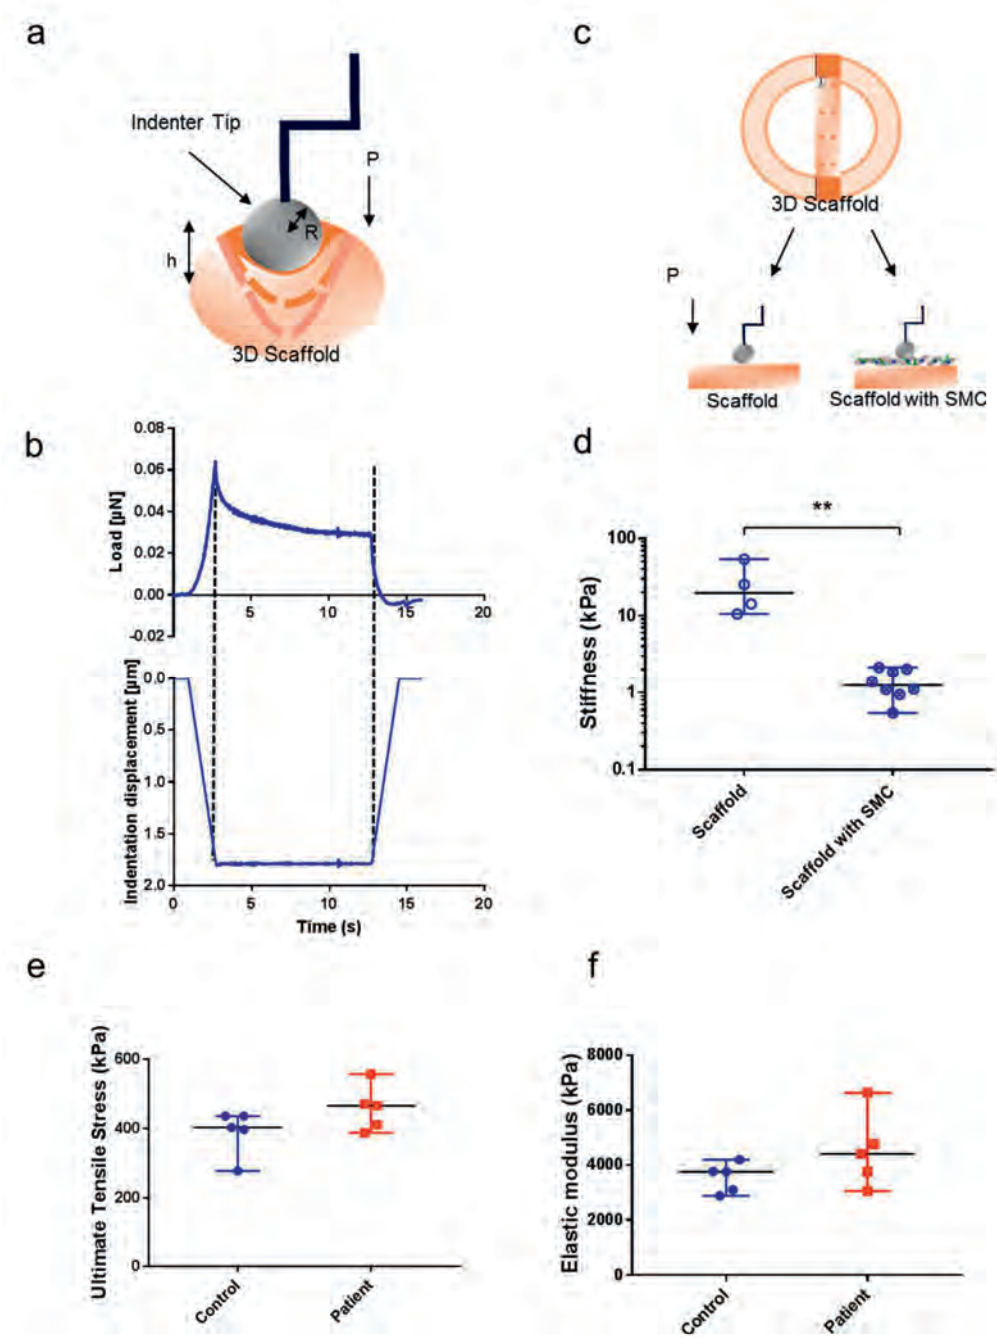 a
Indenter Tip
P
R
h
3D Scaffold
c
3D Scaffold
P
Scaffold
Scaffold with SMC
b
Load [µN]
0.08
0.06
0.04
0.02
0.00
-0.02
5
10
15
20
Indentation displacement [µm]
0.0
0.5
1.0
1.5
2.0
0
5
10
15
20
Time (s)
d
**
Stiffness (kPa)
100
10
1
0.1
Scaffold
Scaffold with SMC
e
Ultimate Tensile Stress (kPa)
600
400
200
0
Control
Patient
f
Elastic modulus (kPa)
8000
6000
4000
2000
0
Control
Patient